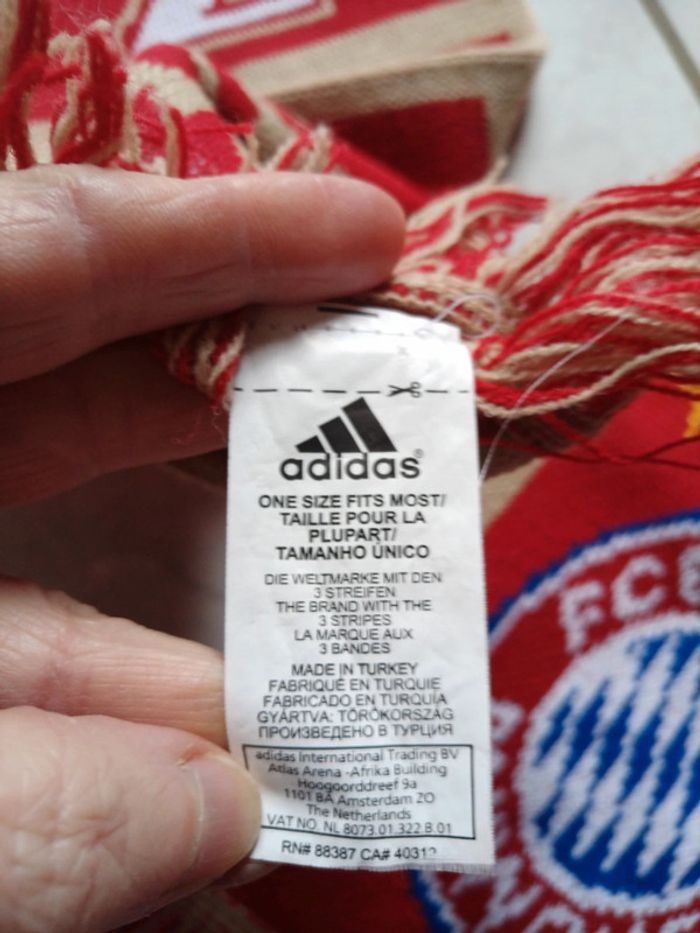 adidas®
ONE SIZE FITS MOST/
TAILLE POUR LA
PLUPART/
TAMANHO ÚNICO
DIE WELTMARKE MIT DEN
3 STREIFEN
THE BRAND WITH THE
3 STRIPES
LA MARQUE AUX
3 BANDES
MADE IN TURKEY
FABRIQUÉ EN TURQUIE
FABRICADO EN TURQUÍA
GYÁRTVA: TÖRÖKORSZÁG
ПРОИЗВЕДЕНО В ТУРЦИЯ
adidas International Trading BV
Atlas Arena -Afrika Building
Hoogoorddreef 9a
1101 BA Amsterdam ZO
The Netherlands
VAT NO. NL 8073.01.322.B.01
RN# 88387 CA# 40312
FC